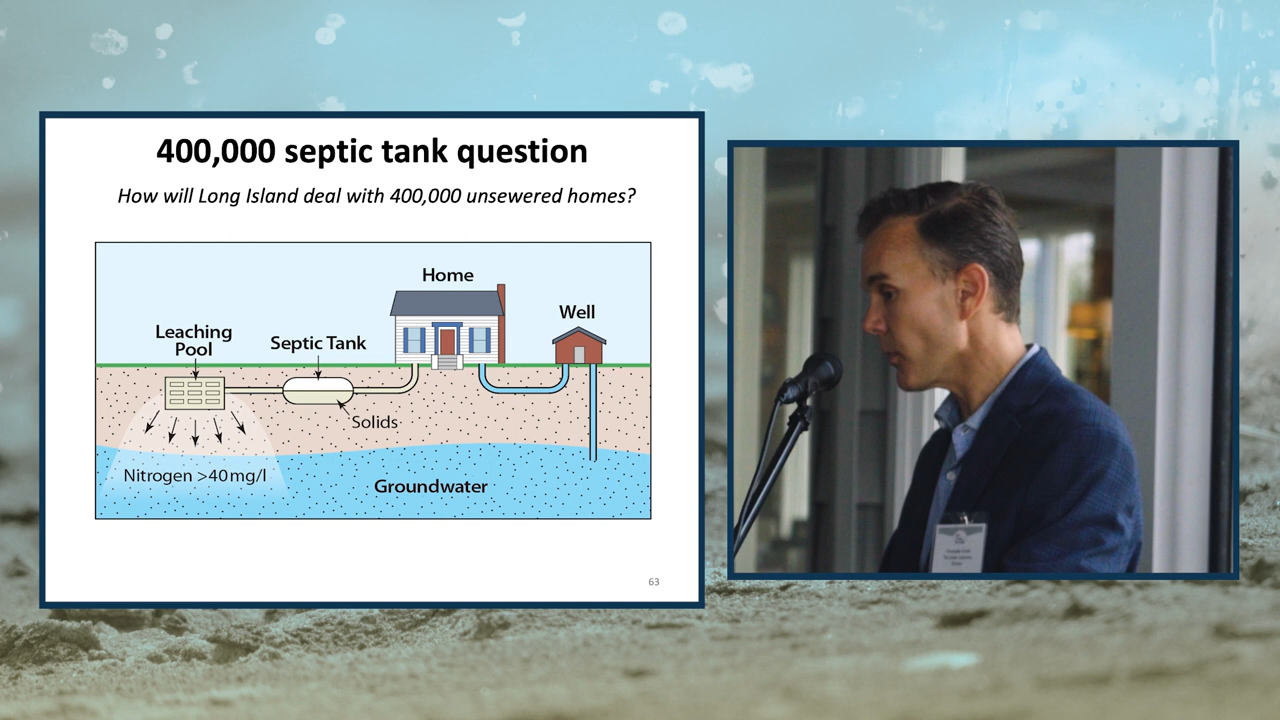 400,000 septic tank question
How will Long Island deal with 400,000 unsewered homes?
Home
Well
Leaching
Pool
Septic Tank
Solids
Nitrogen >40mg/l
Groundwater
63